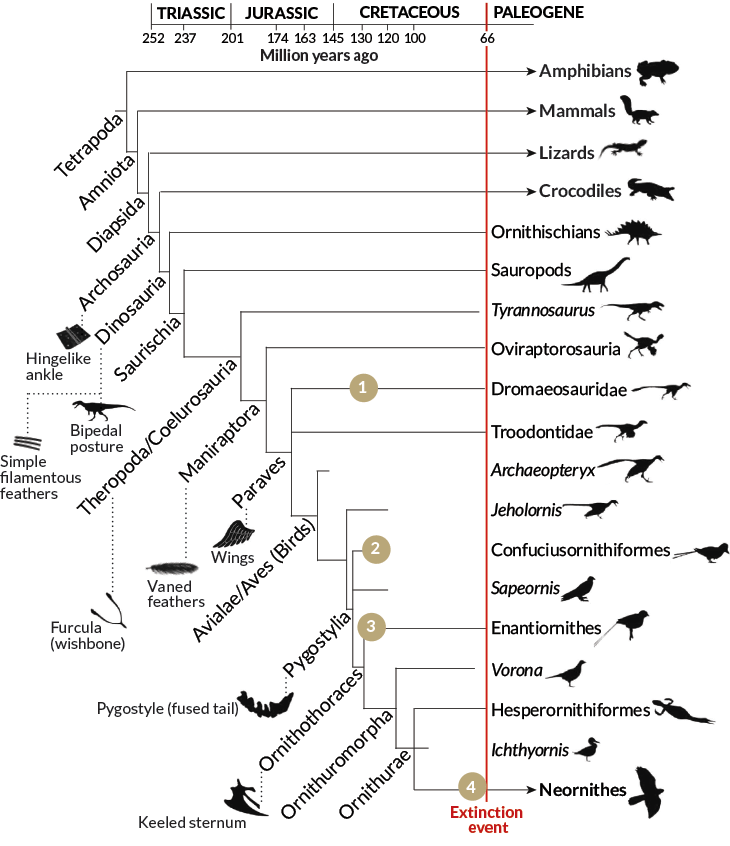 TRIASSIC JURASSIC CRETACEOUS PALEOGENE
252 237 201 174 163 145 130 120 100 66
Million years ago
Amphibians
Mammals
Lizards
Crocodiles
Ornithischians
Sauropods
Tyrannosaurus
Oviraptorosauria
1
Dromaeosauridae
Troodontidae
Archaeopteryx
Jeholornis
2
Confuciusornithiformes
Sapeornis
3
Enantiornithes
Vorona
Hesperornithiformes
Ichthyornis
4
Neornithes
Extinction
event
Tetrapoda
Amniota
Diapsida
Archosauria
Dinosauria
Saurischia
Theropoda/Coelurosauria
Maniraptora
Paraves
Avialae/Aves (Birds)
Pygostylia
Ornithothoraces
Ornithuromorpha
Ornithurae
Hingelike
ankle
Bipedal
posture
Simple
filamentous
feathers
Furcula
(wishbone)
Vaned
feathers
Wings
Pygostyle (fused tail)
Keeled sternum